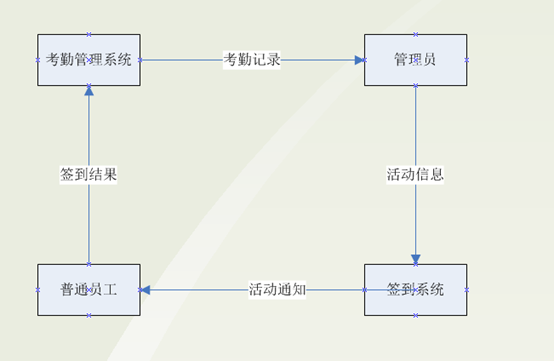 考勤管理系统
考勤记录
管理员
签到结果
活动信息
普通员工
活动通知
签到系统